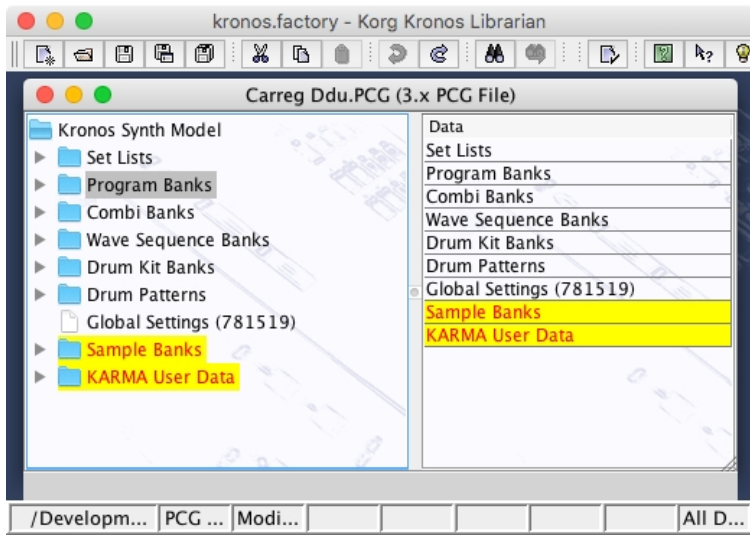 kronos.factory - Korg Kronos Librarian
Carreg Ddu.PCG (3.x PCG File)
Kronos Synth Model
Set Lists
Program Banks
Combi Banks
Wave Sequence Banks
Drum Kit Banks
Drum Patterns
Global Settings (781519)
Sample Banks
KARMA User Data
Data
Set Lists
Program Banks
Combi Banks
Wave Sequence Banks
Drum Kit Banks
Drum Patterns
Global Settings (781519)
Sample Banks
KARMA User Data
/Developm... PCG ... Modi... All D...